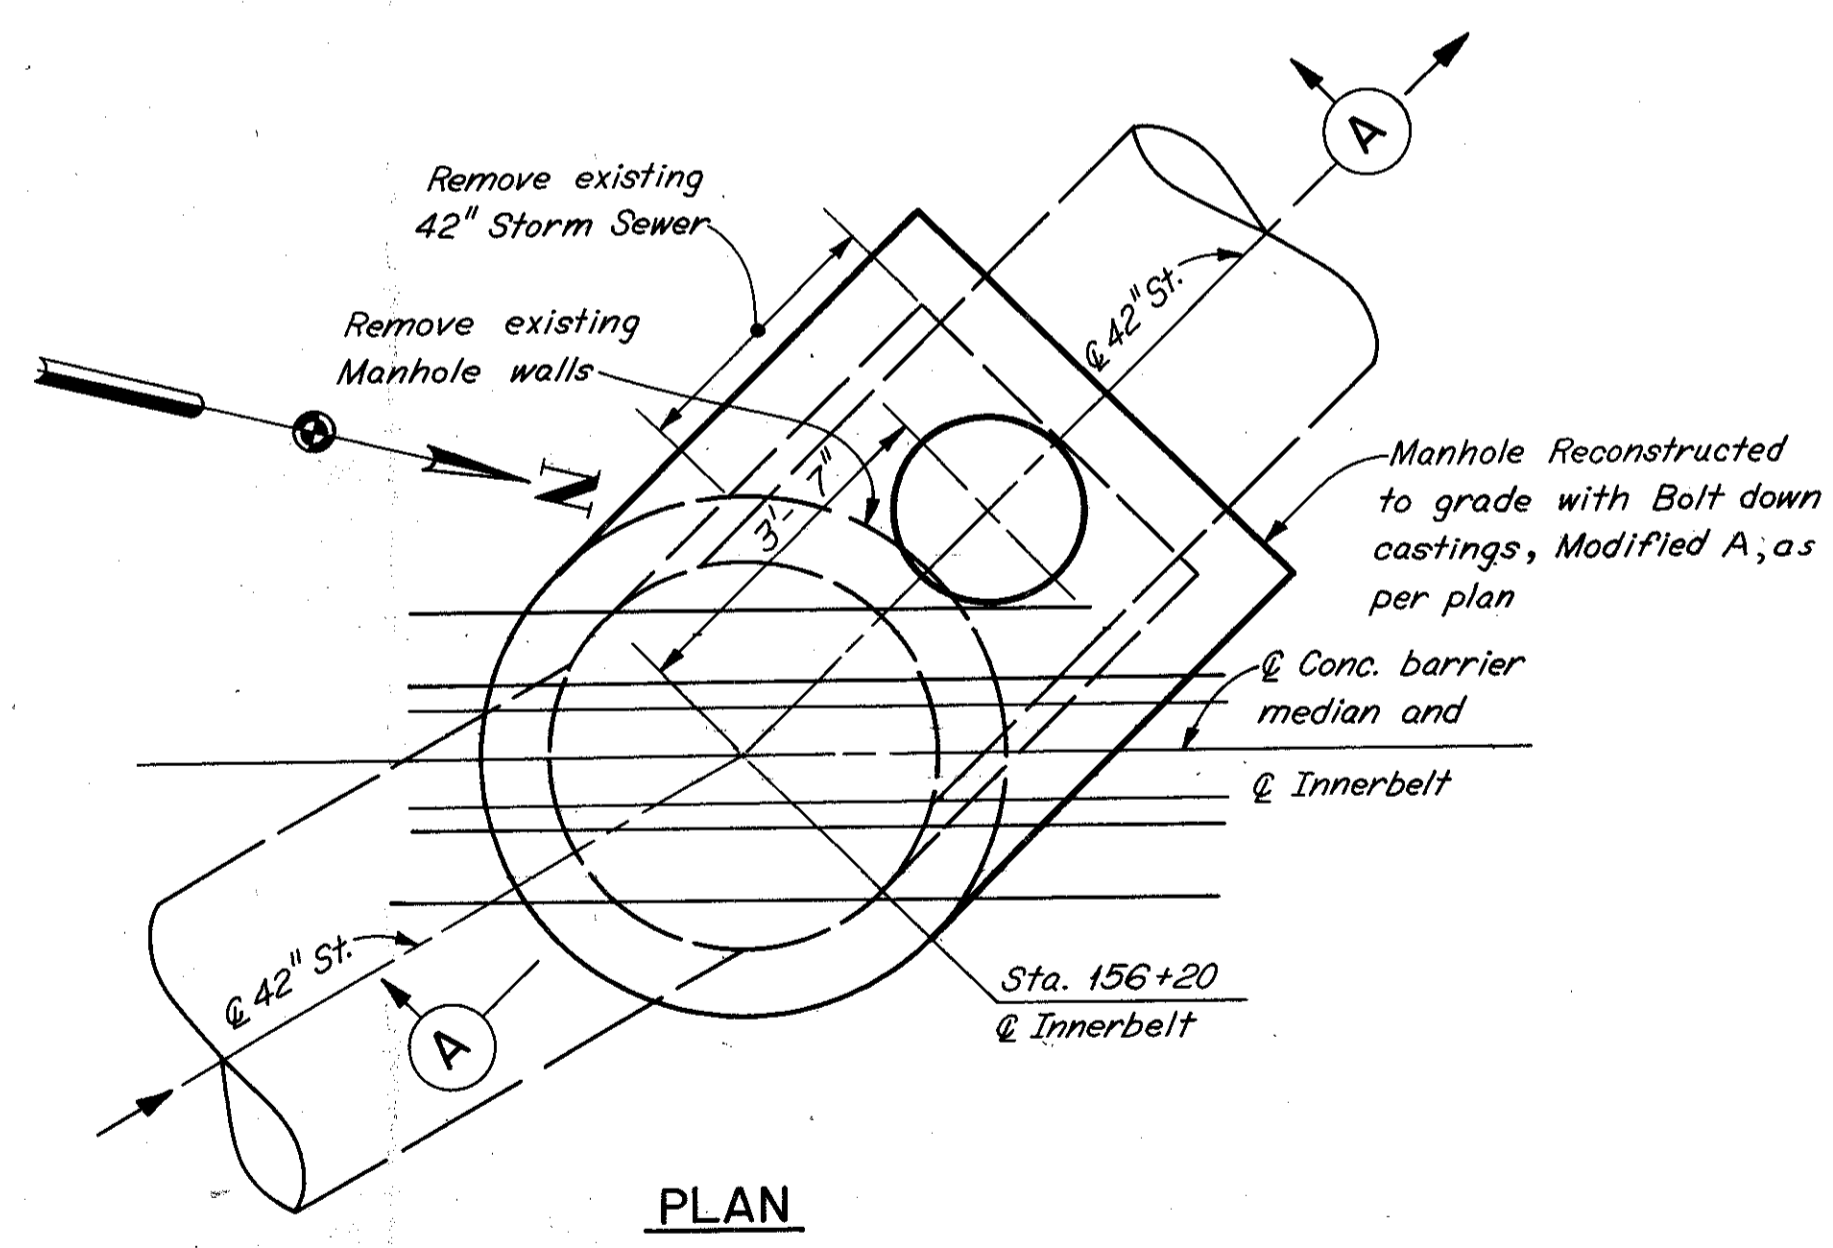 A
Remove existing
42" Storm Sewer
℄ 42" St.
Remove existing
Manhole walls
N
3'-7"
Manhole Reconstructed
to grade with Bolt down
castings, Modified A, as
per plan
℄ Conc. barrier
median and
℄ Innerbelt
℄ 42" St.
A
Sta. 156+20
℄ Innerbelt
PLAN